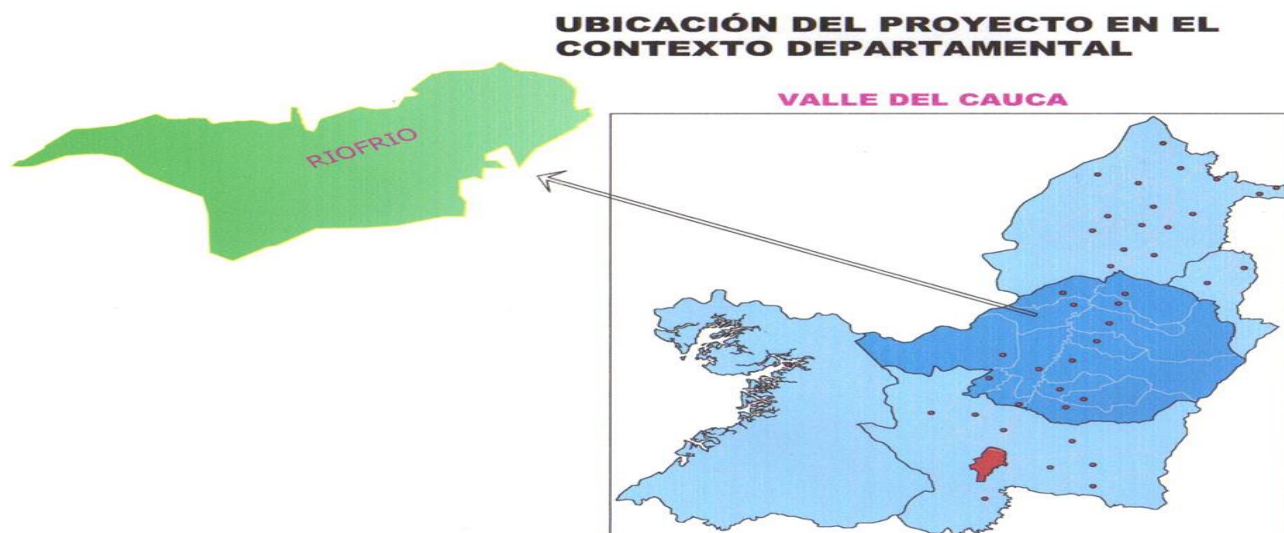 UBICACIÓN DEL PROYECTO EN EL
CONTEXTO DEPARTAMENTAL
VALLE DEL CAUCA
RIOFRIO